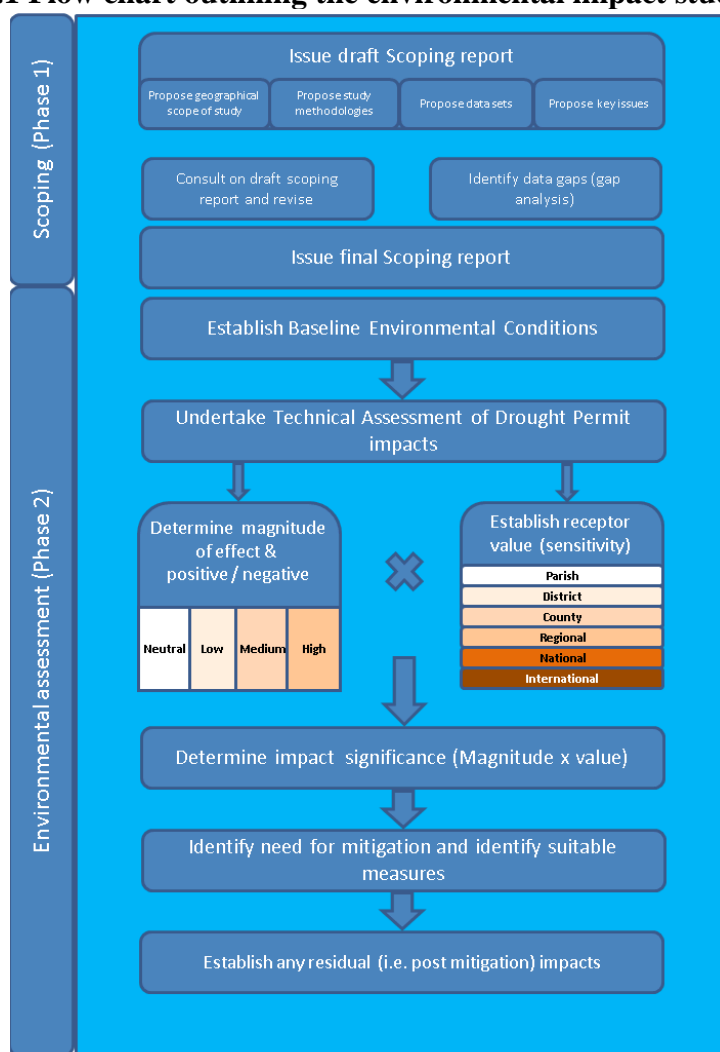 .1 Flow chart outlining the environmental impact stu
Scoping (Phase 1)
Issue draft Scoping report
Propose geographical
scope of study
Propose study
methodologies
Propose data sets
Propose key issues
Consult on draft scoping
report and revise
Identify data gaps (gap
analysis)
Issue final Scoping report
Environmental assessment (Phase 2)
Establish Baseline Environmental Conditions
Undertake Technical Assessment of Drought Permit
impacts
Determine magnitude
of effect &
positive / negative
Neutral
Low
Medium
High
Establish receptor
value (sensitivity)
Parish
District
County
Regional
National
International
Determine impact significance (Magnitude x value)
Identify need for mitigation and identify suitable
measures
Establish any residual (i.e. post mitigation) impacts